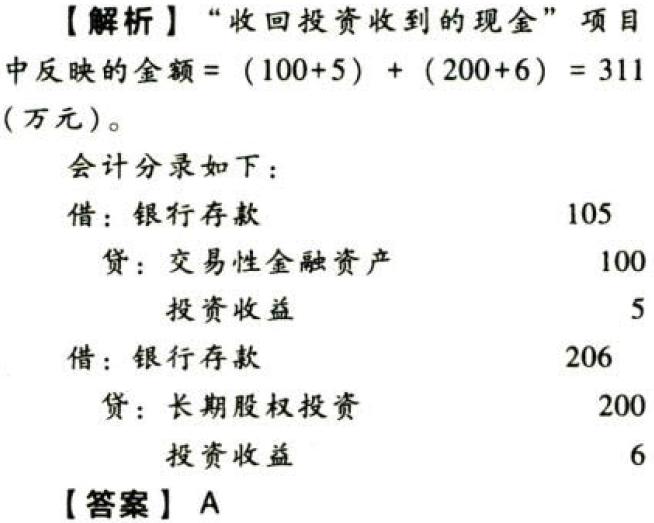 【解析】“收回投资收到的现金”项目
中反映的金额=（100+5）+（200+6）=311
(万元)。
会计分录如下：
借：银行存款 105
贷：交易性金融资产 100
投资收益 5
借：银行存款 206
贷：长期股权投资 200
投资收益 6
【答案】A